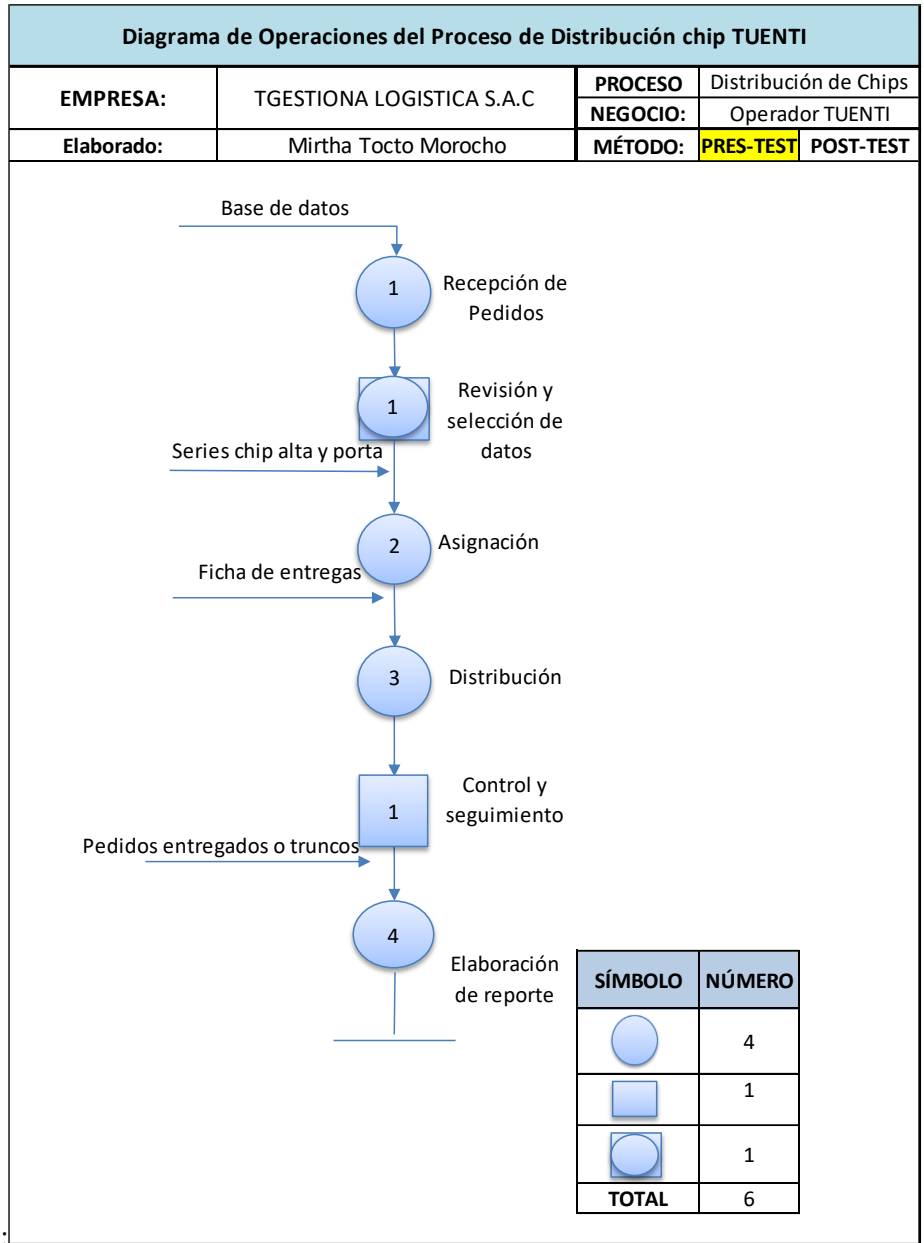 Diagrama de Operaciones del Proceso de Distribución chip TUENTI
EMPRESA:
TGESTIONA LOGISTICA S.A.C
PROCESO
Distribución de Chips
NEGOCIO:
Operador TUENTI
Elaborado:
Mirtha Tocto Morocho
MÉTODO:
PRES-TEST
POST-TEST
Base de datos
1
Recepción de
Pedidos
1
Revisión y
selección de
datos
Series chip alta y porta
2
Asignación
Ficha de entregas
3
Distribución
1
Control y
seguimiento
Pedidos entregados o truncos
4
Elaboración
de reporte
SÍMBOLO
NÚMERO
4
1
1
TOTAL
6
.